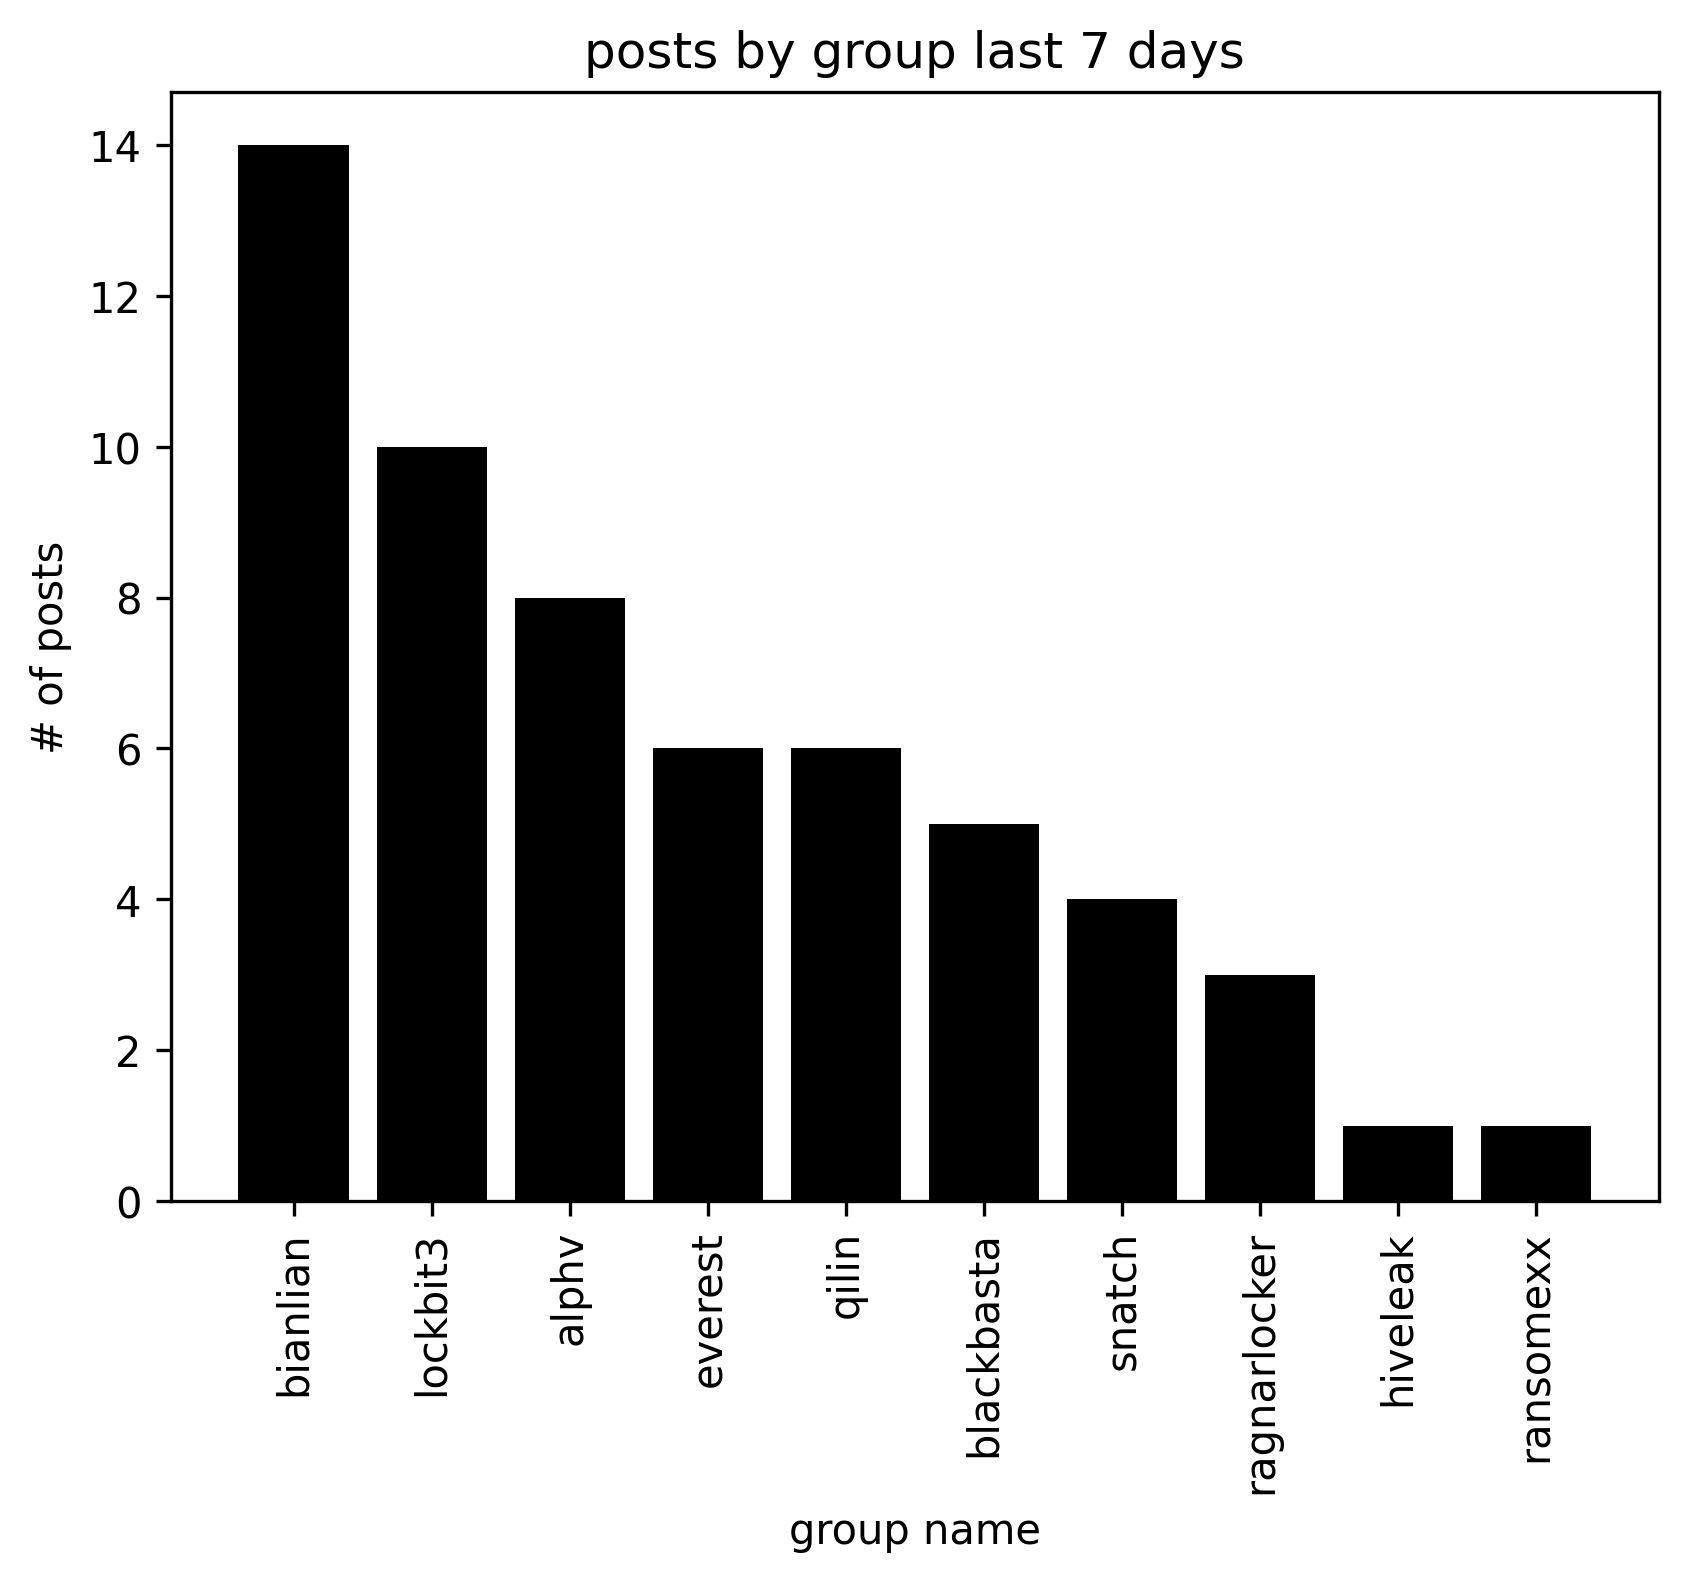 posts by group last 7 days
14
12
10
8
6
4
2
0
# of posts
bianlian
lockbit3
alphv
everest
qilin
blackbasta
snatch
ragnarlocker
hiveleak
ransomexx
group name